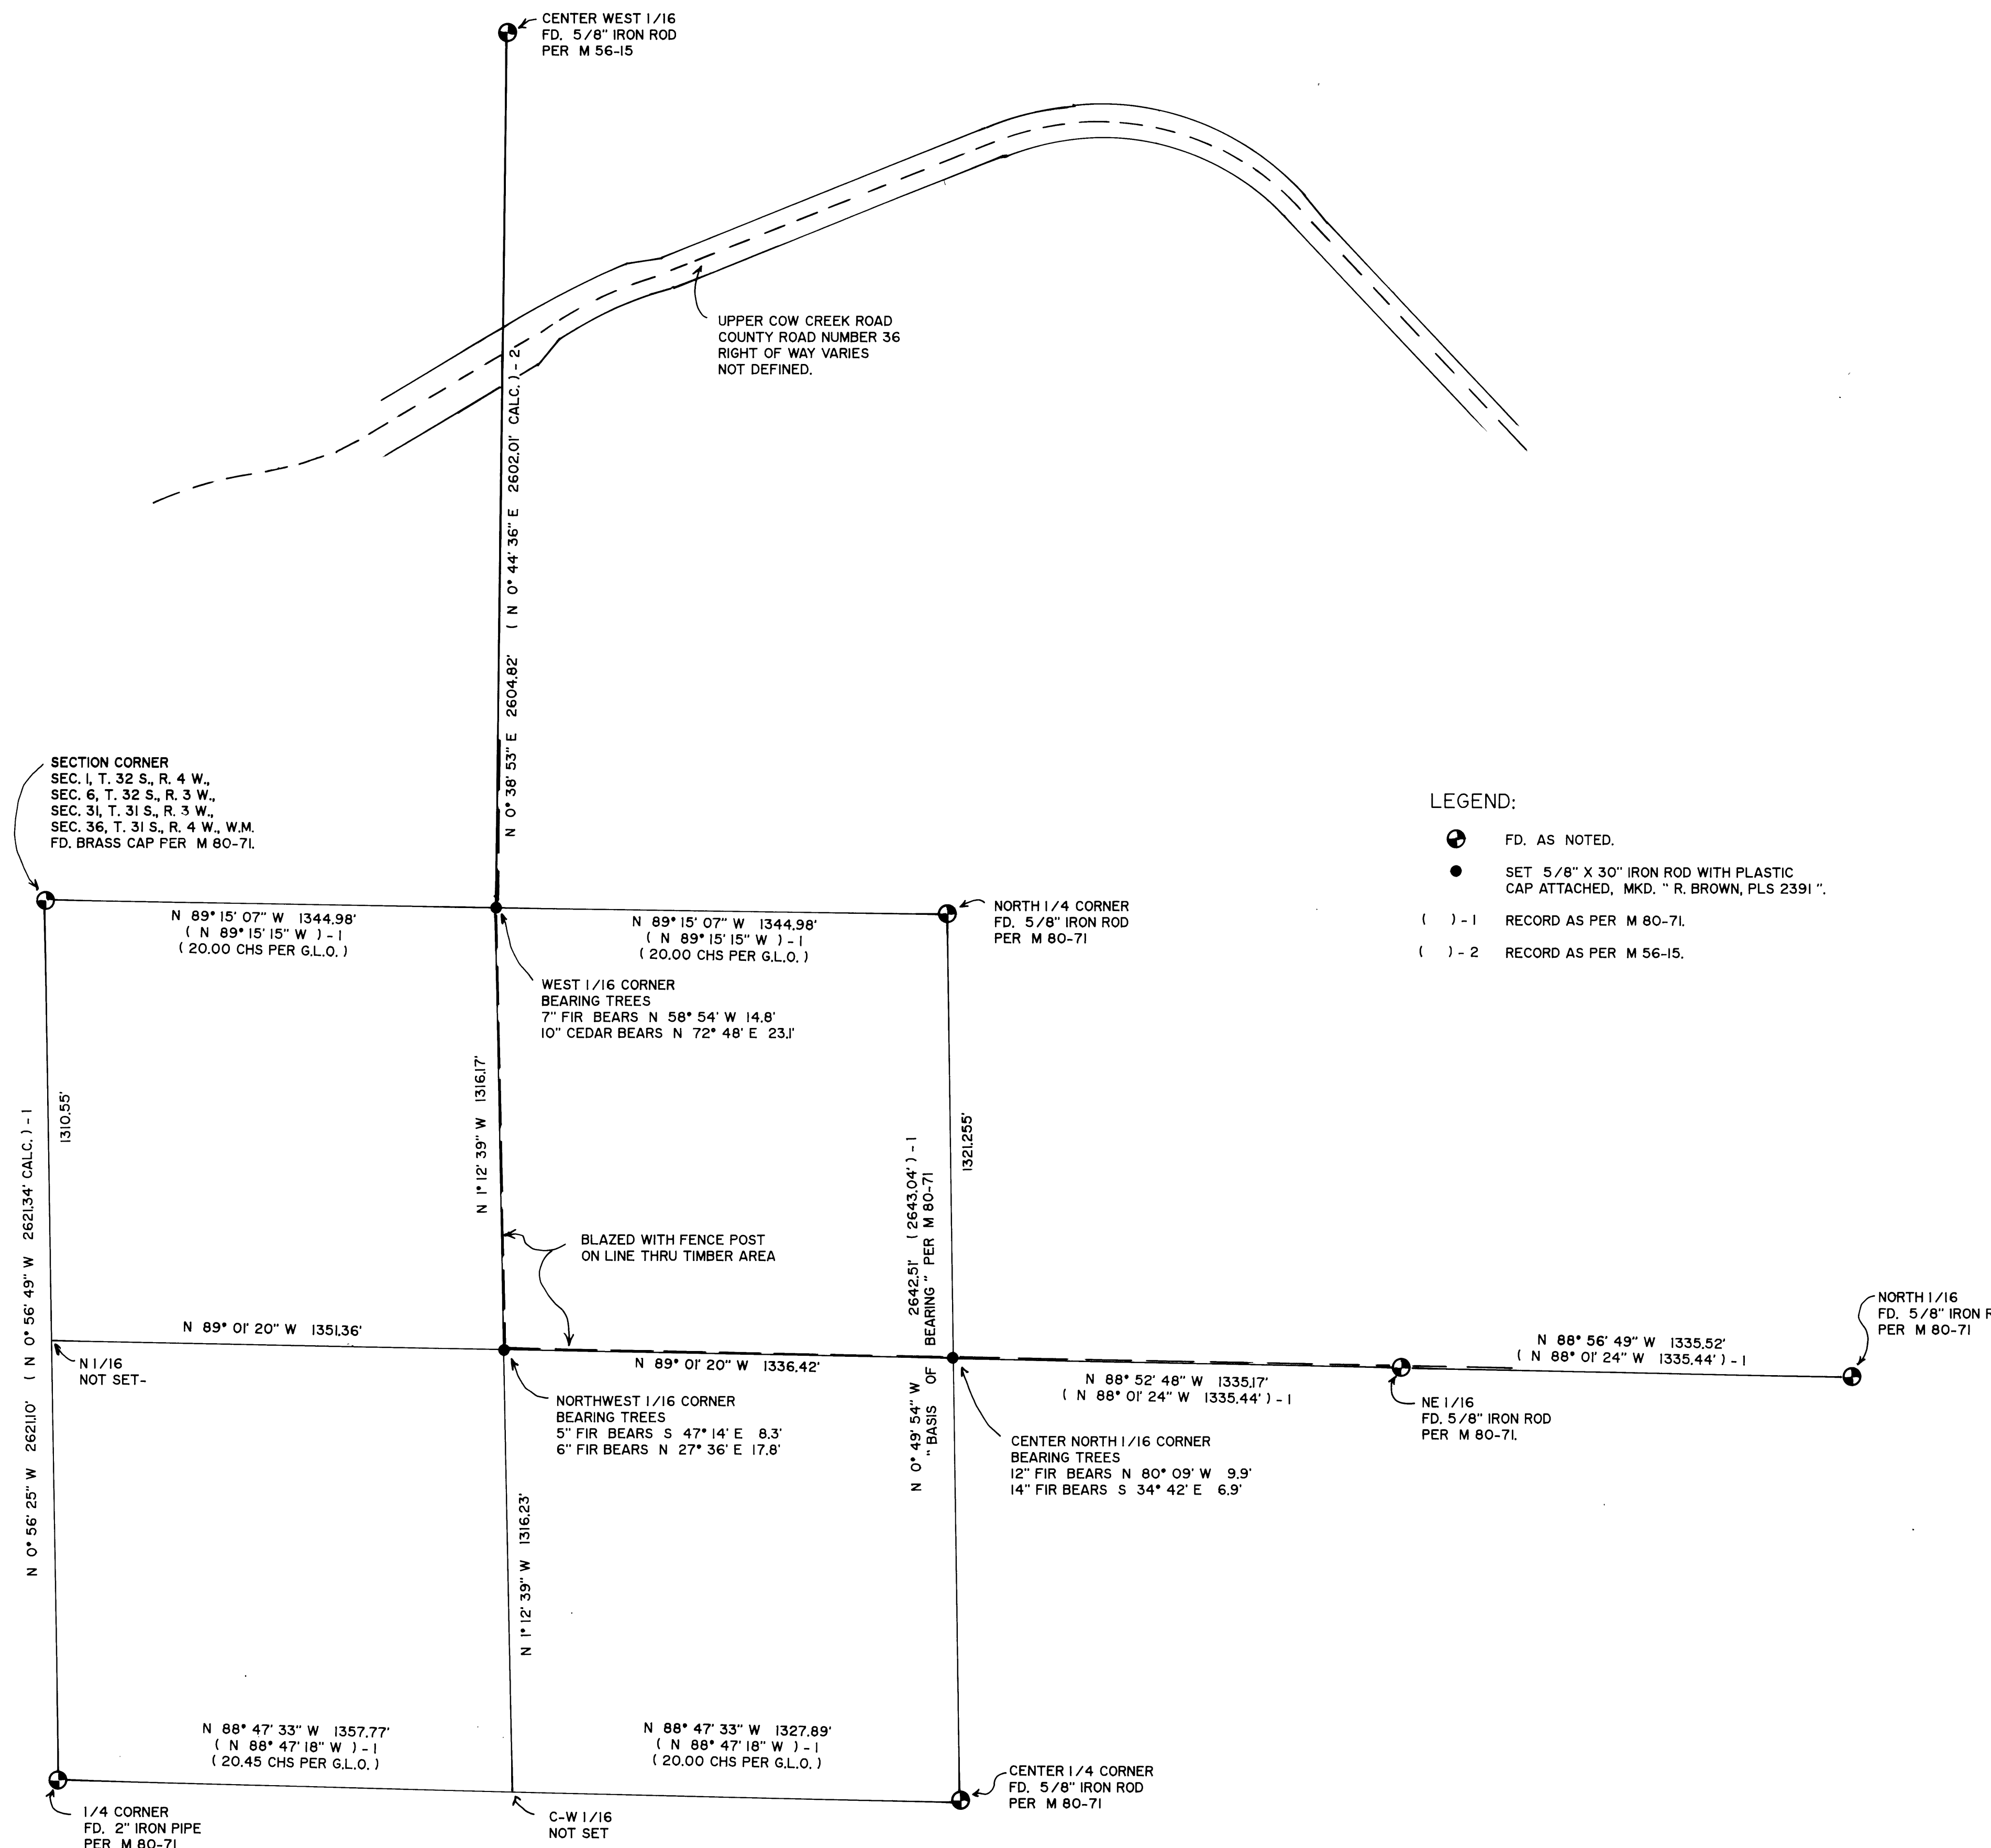 CENTER WEST 1/16
FD. 5/8" IRON ROD
PER M 56-15
UPPER COW CREEK ROAD
COUNTY ROAD NUMBER 36
RIGHT OF WAY VARIES
NOT DEFINED.
N 0° 38' 53" E 2604.82' ( N 0° 44' 36" E 2602.01' CALC. ) - 2
SECTION CORNER
SEC. 1, T. 32 S., R. 4 W.,
SEC. 6, T. 32 S., R. 3 W.,
SEC. 31, T. 31 S., R. 3 W.,
SEC. 36, T. 31 S., R. 4 W., W.M.
FD. BRASS CAP PER M 80-71.
LEGEND:
FD. AS NOTED.
SET 5/8" X 30" IRON ROD WITH PLASTIC
CAP ATTACHED, MKD. " R. BROWN, PLS 2391 ".
( ) - 1 RECORD AS PER M 80-71.
( ) - 2 RECORD AS PER M 56-15.
N 89° 15' 07" W 1344.98'
( N 89° 15' 15" W ) - 1
( 20.00 CHS PER G.L.O. )
N 89° 15' 07" W 1344.98'
( N 89° 15' 15" W ) - 1
( 20.00 CHS PER G.L.O. )
NORTH 1/4 CORNER
FD. 5/8" IRON ROD
PER M 80-71
WEST 1/16 CORNER
BEARING TREES
7" FIR BEARS N 58° 54' W 14.8'
10" CEDAR BEARS N 72° 48' E 23.1'
N 0° 56' 25" W 2621.10' ( N 0° 56' 49" W 2621.34' CALC. ) - 1
1310.55'
N 1° 12' 39" W 1316.17'
1321.255'
N 0° 49' 54" W 2642.51' ( 2643.04' ) - 1
" BASIS OF BEARING " PER M 80-71
BLAZED WITH FENCE POST
ON LINE THRU TIMBER AREA
N 89° 01' 20" W 1351.36'
N 1/16
NOT SET-
N 89° 01' 20" W 1336.42'
N 88° 52' 48" W 1335.17'
( N 88° 01' 24" W 1335.44' ) - 1
N 88° 56' 49" W 1335.52'
( N 88° 01' 24" W 1335.44' ) - 1
NORTH 1/16
FD. 5/8" IRON R
PER M 80-71
NE 1/16
FD. 5/8" IRON ROD
PER M 80-71.
NORTHWEST 1/16 CORNER
BEARING TREES
5" FIR BEARS S 47° 14' E 8.3'
6" FIR BEARS N 27° 36' E 17.8'
CENTER NORTH 1/16 CORNER
BEARING TREES
12" FIR BEARS N 80° 09' W 9.9'
14" FIR BEARS S 34° 42' E 6.9'
N 1° 12' 39" W 1316.23'
N 88° 47' 33" W 1357.77'
( N 88° 47' 18" W ) - 1
( 20.45 CHS PER G.L.O. )
N 88° 47' 33" W 1327.89'
( N 88° 47' 18" W ) - 1
( 20.00 CHS PER G.L.O. )
CENTER 1/4 CORNER
FD. 5/8" IRON ROD
PER M 80-71
1/4 CORNER
FD. 2" IRON PIPE
PER M 80-71
C-W 1/16
NOT SET